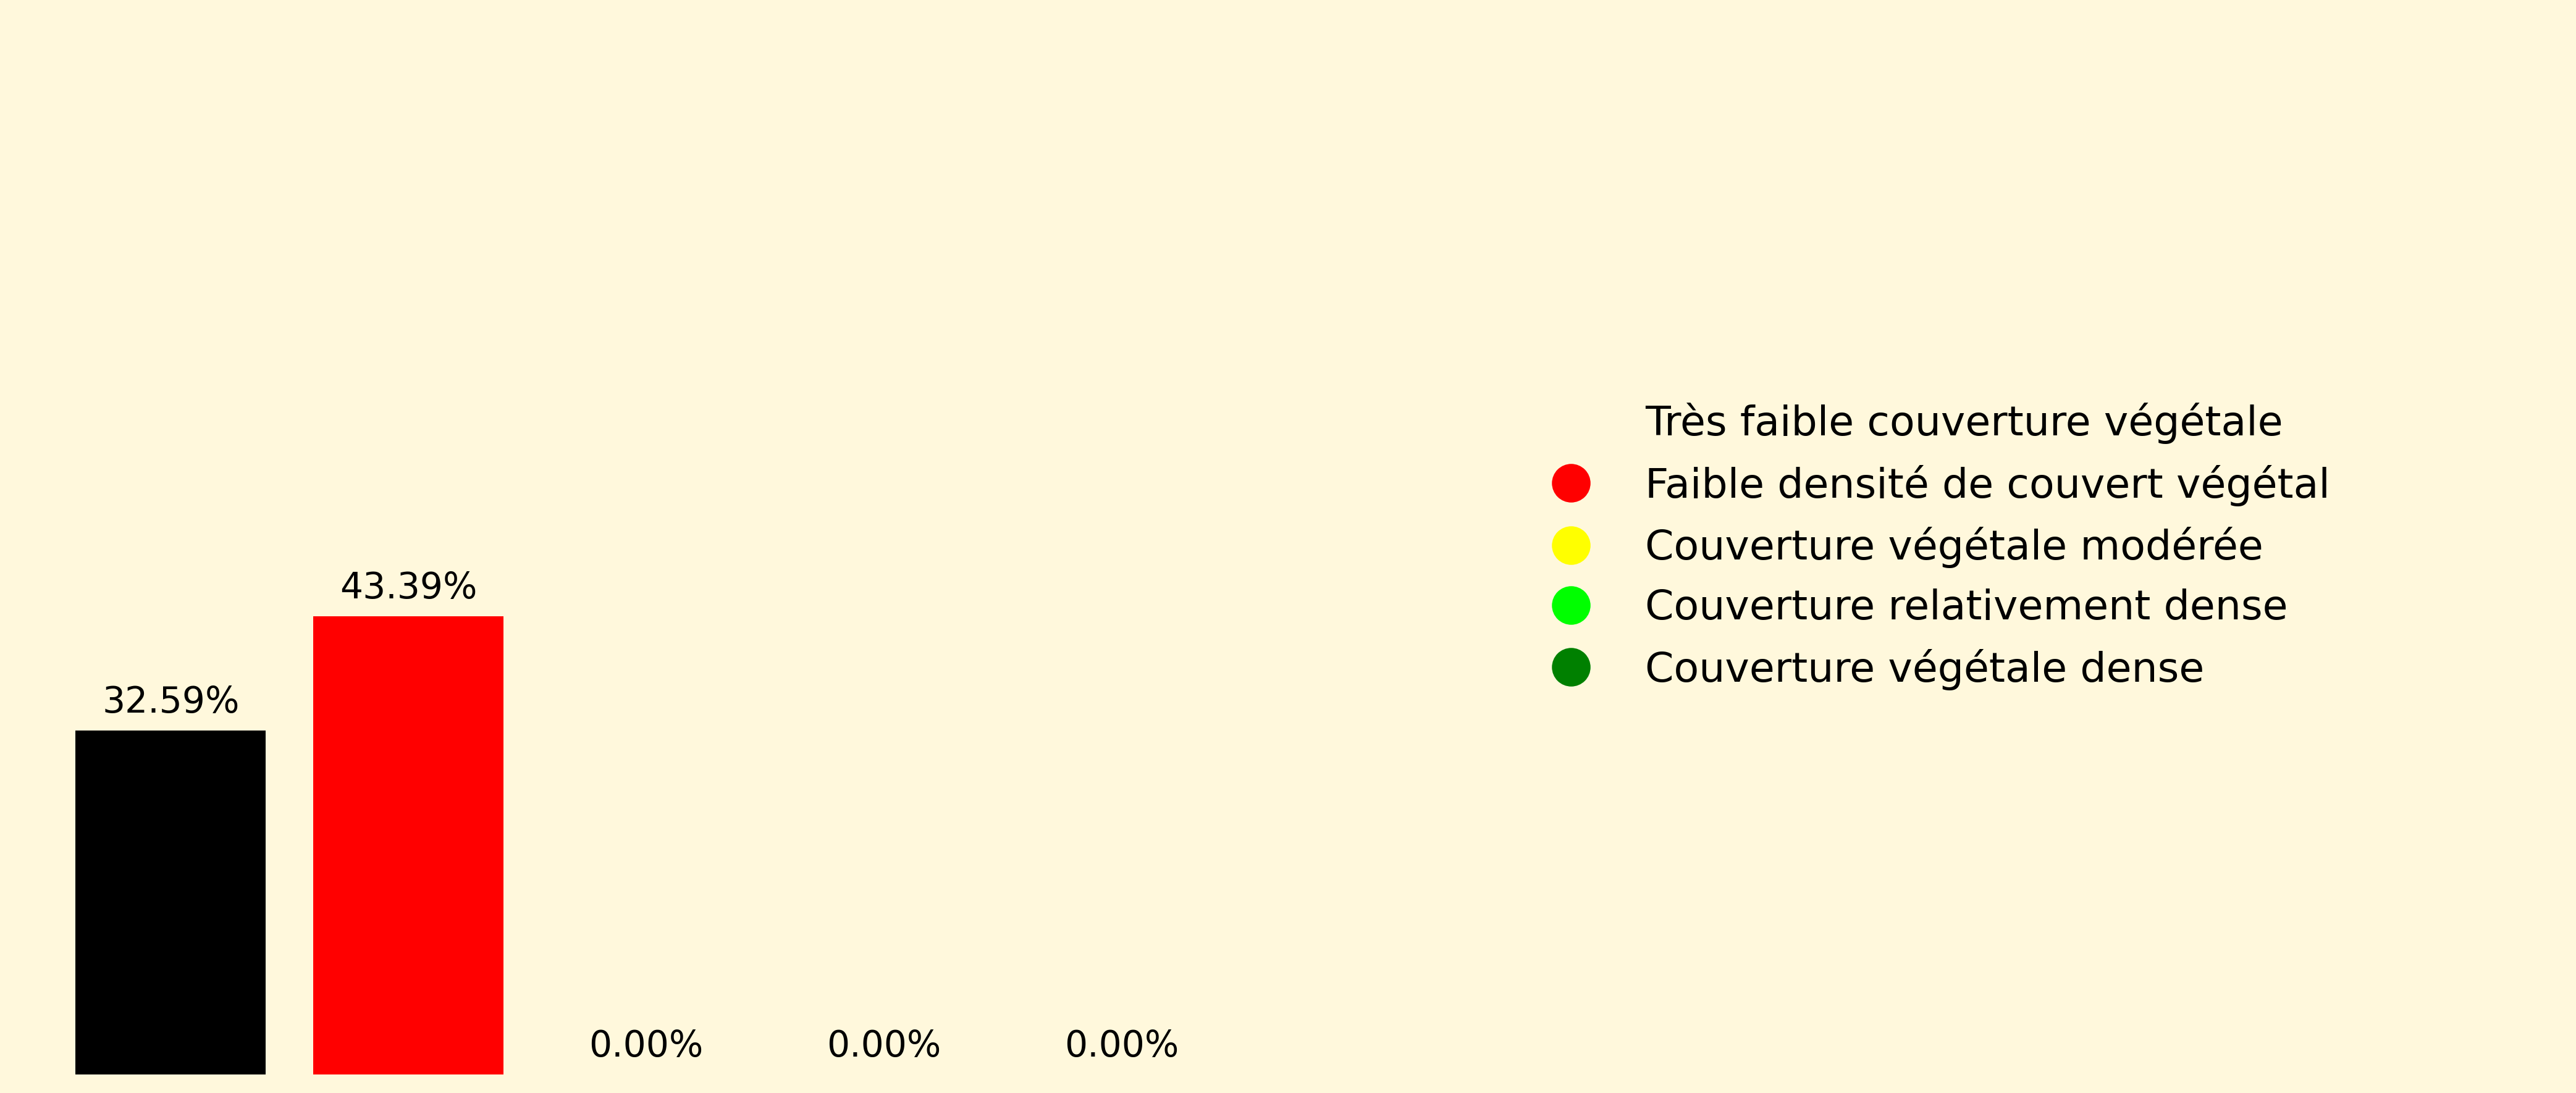 32.59%
43.39%
0.00%
0.00%
0.00%
Très faible couverture végétale
Faible densité de couvert végétal
Couverture végétale modérée
Couverture relativement dense
Couverture végétale dense